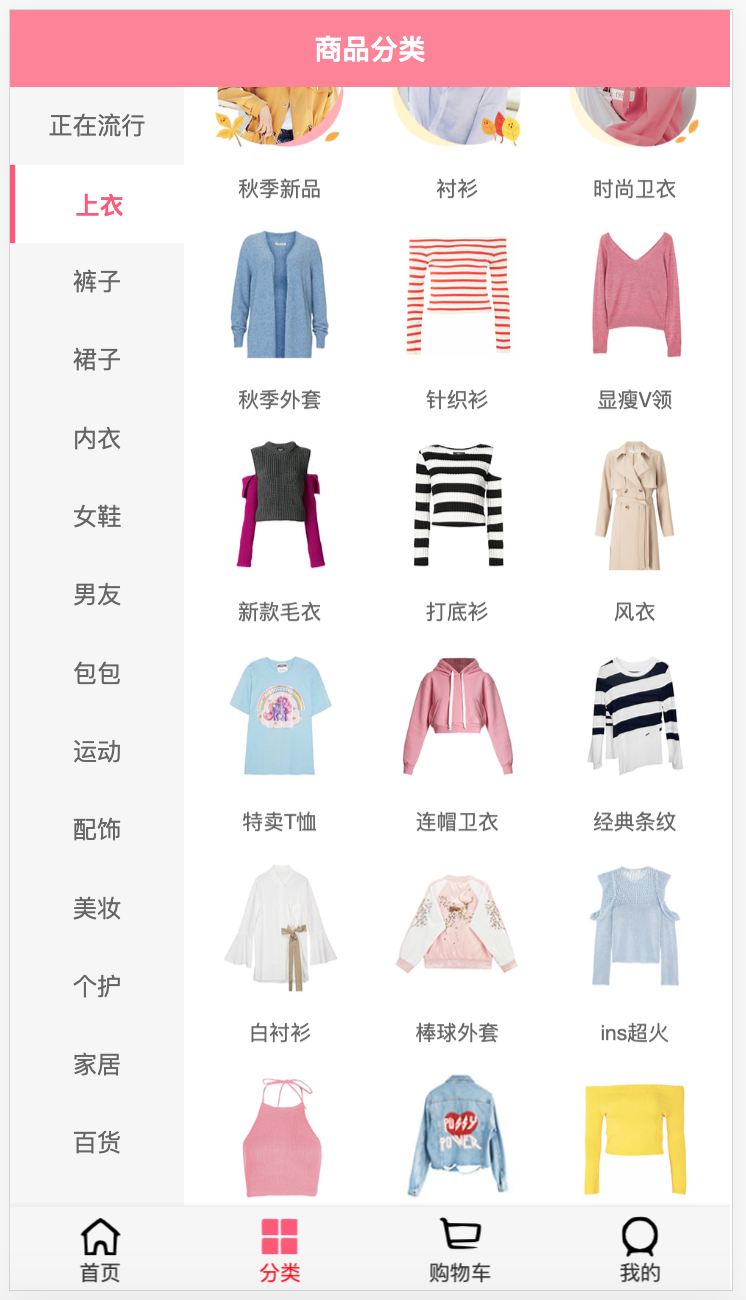 商品分类
正在流行
上衣
裤子
裙子
内衣
女鞋
男友
包包
运动
配饰
美妆
个护
家居
百货
秋季新品 衬衫 时尚卫衣
秋季外套 针织衫 显瘦V领
新款毛衣 打底衫 风衣
特卖T恤 连帽卫衣 经典条纹
白衬衫 棒球外套 ins超火
PUSSY
POWER
首页 分类 购物车 我的